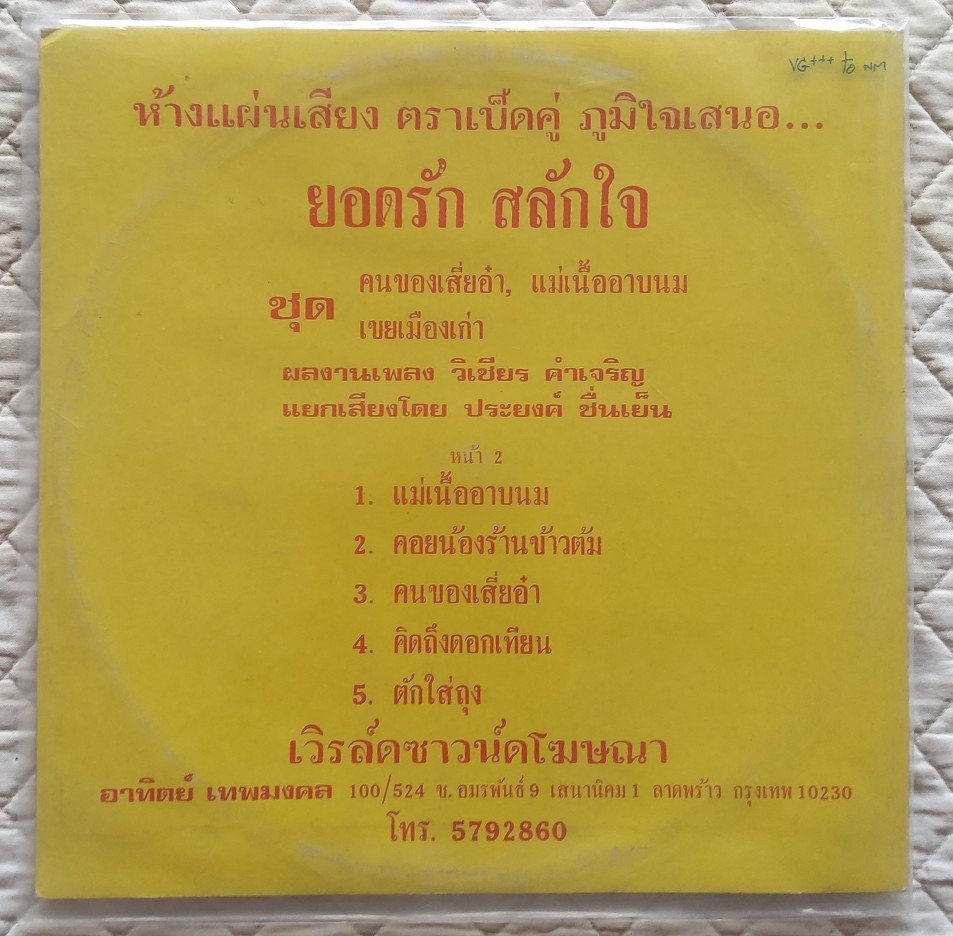 VG+++ to NM
ห้างแผ่นเสียง ตราเบ็ดคู่ ภูมิใจเสนอ...
ยอดรัก สลักใจ
ชุด คนของเสี่ยอ๋า, แม่เนื้ออาบนม
เขยเมืองเก่า
ผลงานเพลง วิเชียร คำเจริญ
แยกเสียงโดย ประยงค์ ชื่นเย็น
หน้า 2
1. แม่เนื้ออาบนม
2. คอยน้องร้านข้าวต้ม
3. คนของเสี่ยอ๋า
4. คิดถึงดอกเทียน
5. ตักใส่ถุง
เวิรล์ดซาวน์ดโฆษณา
อาทิตย์ เทพมงคล 100/524 ซ. อมรพันธ์ 9 เสนานิคม 1 ลาดพร้าว กรุงเทพ 10230
โทร. 5792860